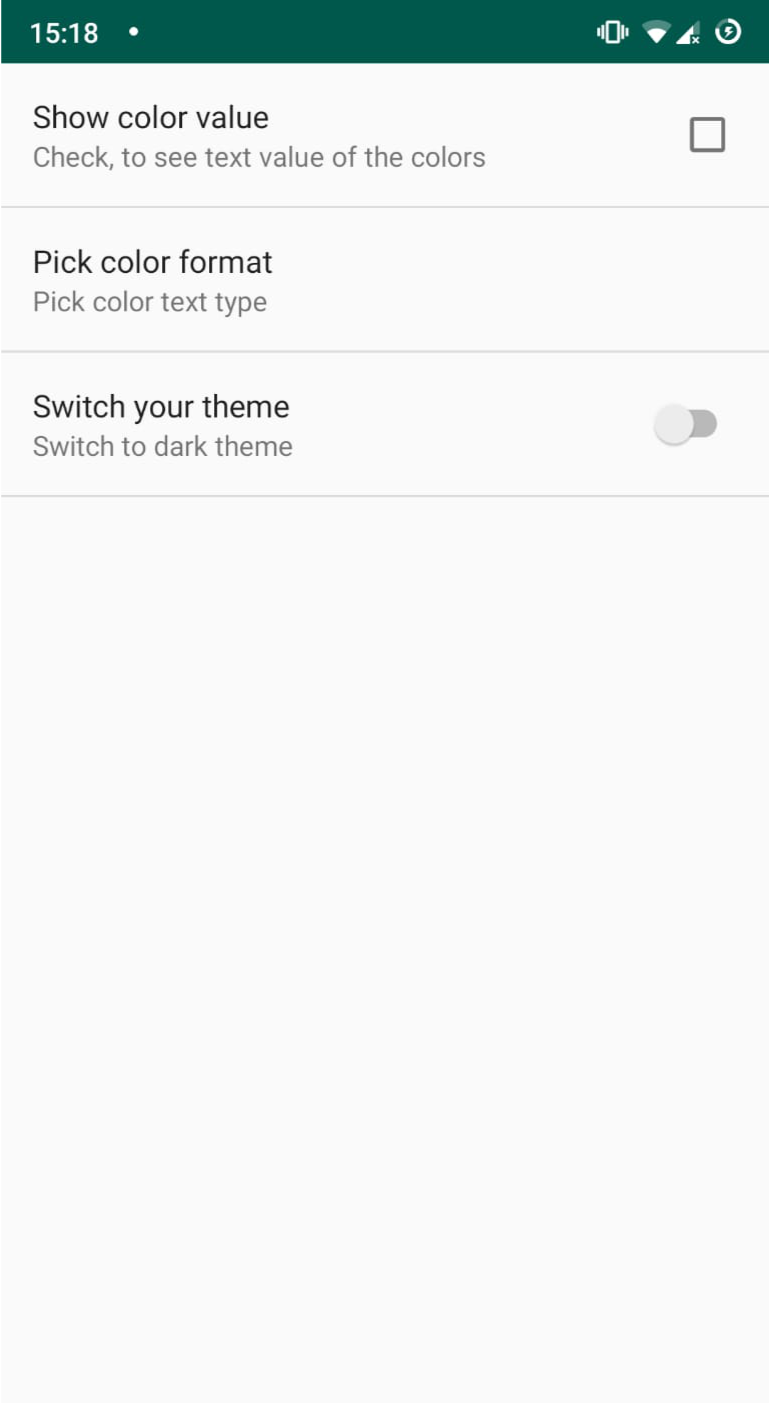 15:18
Show color value
Check, to see text value of the colors
Pick color format
Pick color text type
Switch your theme
Switch to dark theme